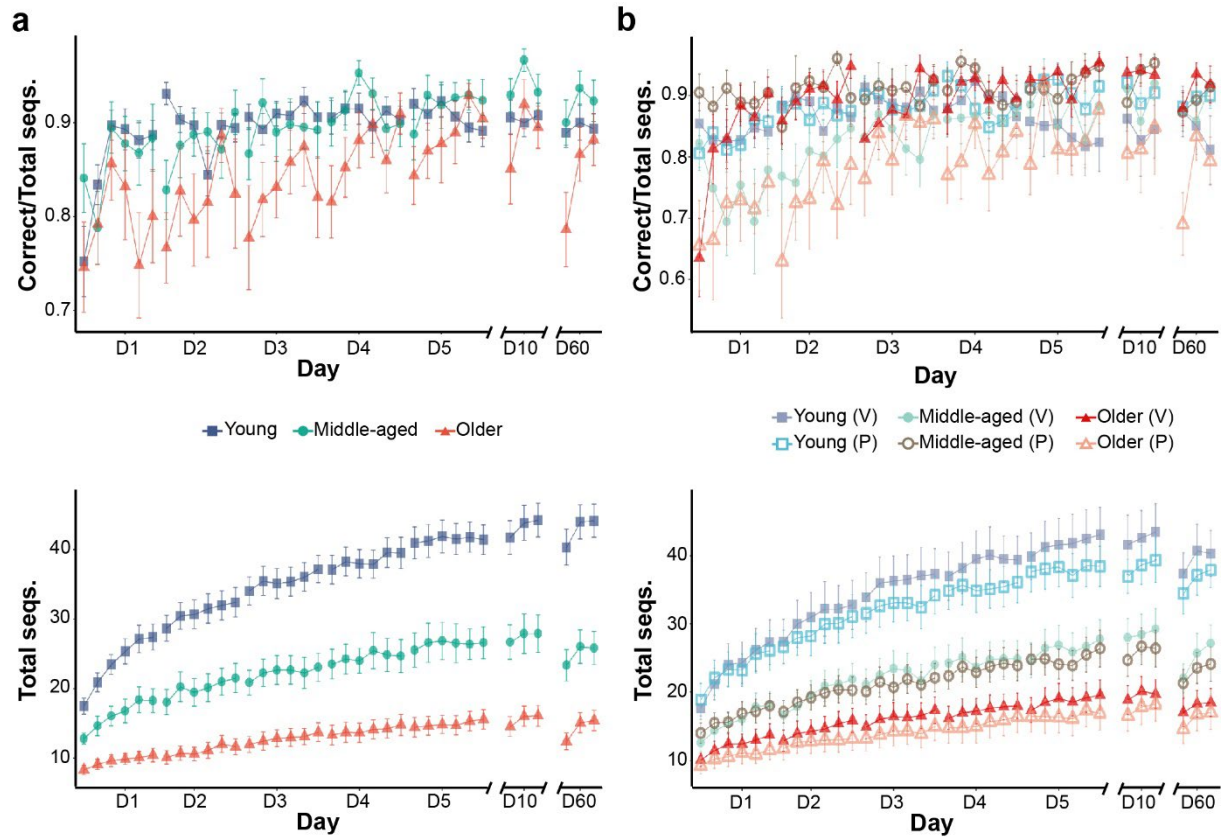 a
Correct/Total seqs.
0.9
0.8
0.7
D1 D2 D3 D4 D5 D10 D60
Day
Young Middle-aged Older
Total seqs.
40
30
20
10
D1 D2 D3 D4 D5 D10 D60
Day
b
Correct/Total seqs.
0.9
0.8
0.7
0.6
D1 D2 D3 D4 D5 D10 D60
Day
Young (V) Middle-aged (V) Older (V)
Young (P) Middle-aged (P) Older (P)
Total seqs.
40
30
20
10
D1 D2 D3 D4 D5 D10 D60
Day